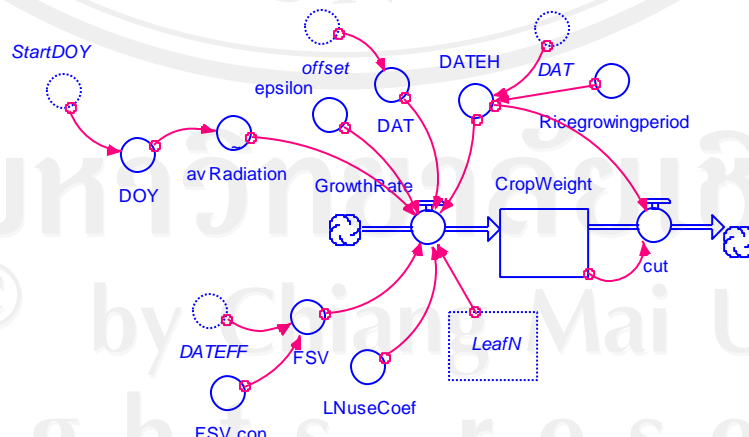 StartDOY
offset
epsilon
DATEH
DAT
DAT
Ricegrowingperiod
DOY
av Radiation
GrowthRate
CropWeight
cut
by Chiang Mai U
DATEFF
FSV
LeafN
LNuseCoef
FSV con